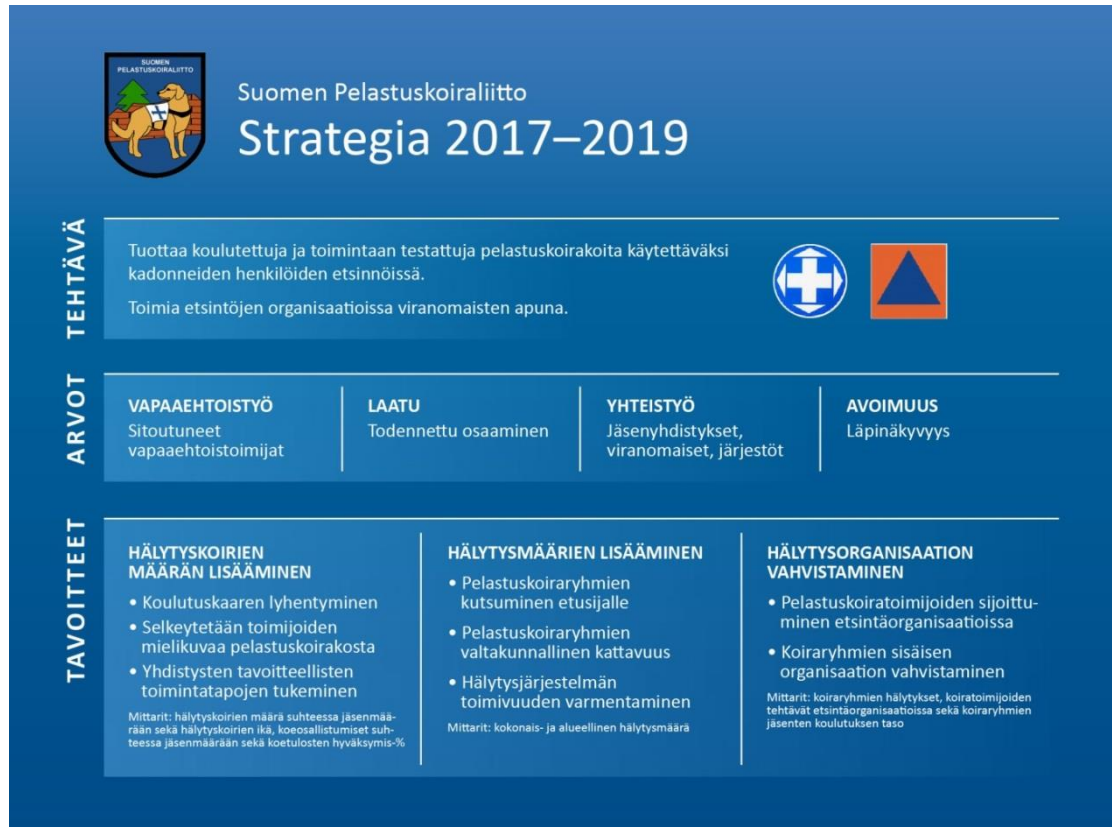 SUOMEN
PELASTUSKOIRALIITTO
Suomen Pelastuskoiraliitto
Strategia 2017–2019
TEHTÄVÄ
Tuottaa koulutettuja ja toimintaan testattuja pelastuskoirakoita käytettäväksi
kadonneiden henkilöiden etsinnöissä.
Toimia etsintöjen organisaatioissa viranomaisten apuna.
ARVOT
VAPAAEHTOISTYÖ
Sitoutuneet
vapaaehtoistoimijat
LAATU
Todennettu osaaminen
YHTEISTYÖ
Jäsenyhdistykset,
viranomaiset, järjestöt
AVOIMUUS
Läpinäkyvyys
TAVOITTEET
HÄLYTYSKOIRIEN
MÄÄRÄN LISÄÄMINEN
• Koulutuskaaren lyhentyminen
• Selkeytetään toimijoiden
mielikuvaa pelastuskoirakosta
• Yhdistysten tavoitteellisten
toimintatapojen tukeminen
Mittarit: hälytyskoirien määrä suhteessa jäsenmää-
rään sekä hälytyskoirien ikä, koeosallistumiset suh-
teessa jäsenmäärään sekä koetulosten hyväksymis-%
HÄLYTYSMÄÄRIEN LISÄÄMINEN
• Pelastuskoiraryhmien
kutsuminen etusijalle
• Pelastuskoiraryhmien
valtakunnallinen kattavuus
• Hälytysjärjestelmän
toimivuuden varmentaminen
Mittarit: kokonais- ja alueellinen hälytysmäärä
HÄLYTYSORGANISAATION
VAHVISTAMINEN
• Pelastuskoiratoimijoiden sijoittu-
minen etsintäorganisaatioissa
• Koiraryhmien sisäisen
organisaation vahvistaminen
Mittarit: koiraryhmien hälytykset, koiratoimijoiden
tehtävät etsintäorganisaatioissa sekä koiraryhmien
jäsenten koulutuksen taso